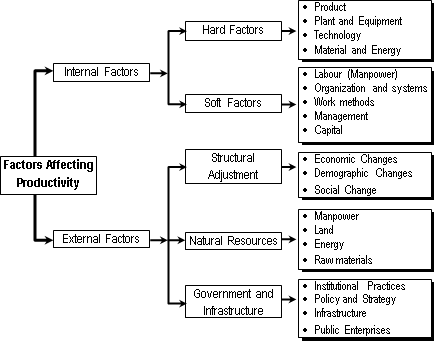 Factors Affecting
Productivity
Internal Factors
Hard Factors
• Product
• Plant and Equipment
• Technology
• Material and Energy
Soft Factors
• Labour (Manpower)
• Organization and systems
• Work methods
• Management
• Capital
External Factors
Structural
Adjustment
• Economic Changes
• Demographic Changes
• Social Change
Natural Resources
• Manpower
• Land
• Energy
• Raw materials
Government and
Infrastructure
• Institutional Practices
• Policy and Strategy
• Infrastructure
• Public Enterprises